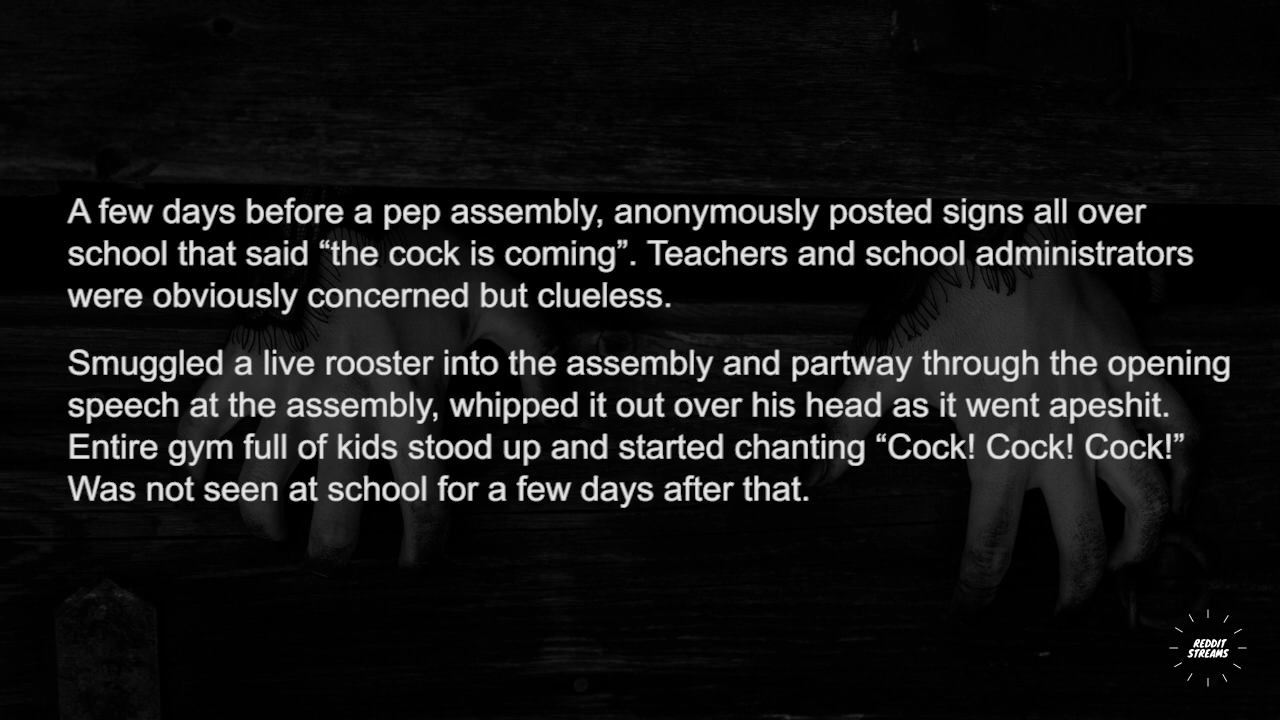 A few days before a pep assembly, anonymously posted signs all over
school that said “the cock is coming”. Teachers and school administrators
were obviously concerned but clueless.
Smuggled a live rooster into the assembly and partway through the opening
speech at the assembly, whipped it out over his head as it went apeshit.
Entire gym full of kids stood up and started chanting “Cock! Cock! Cock!”
Was not seen at school for a few days after that.
REDDIT
STREAMS